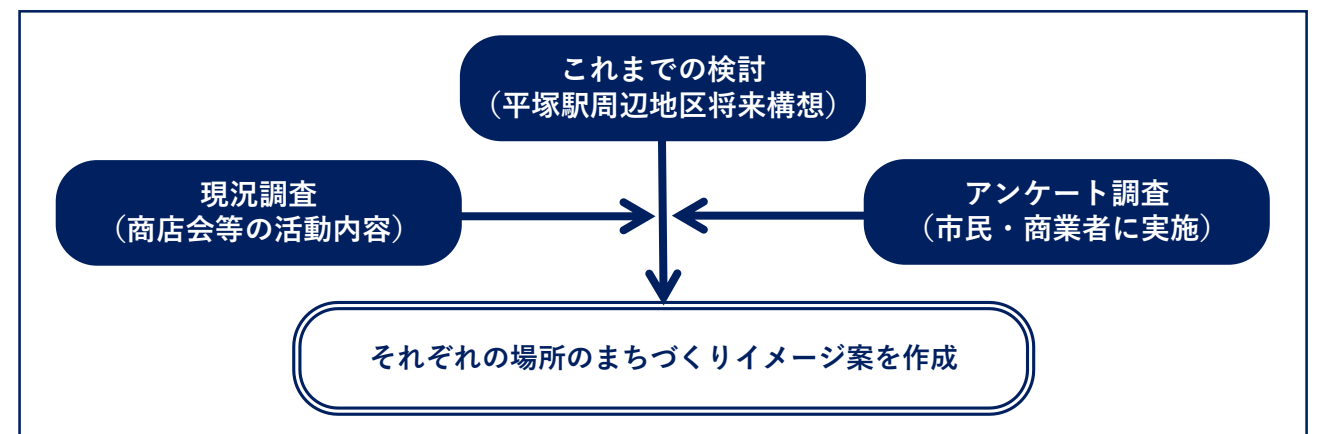 これまでの検討
（平塚駅周辺地区将来構想）
現況調査
（商店会等の活動内容）
アンケート調査
（市民・商業者に実施）
それぞれの場所のまちづくりイメージ案を作成